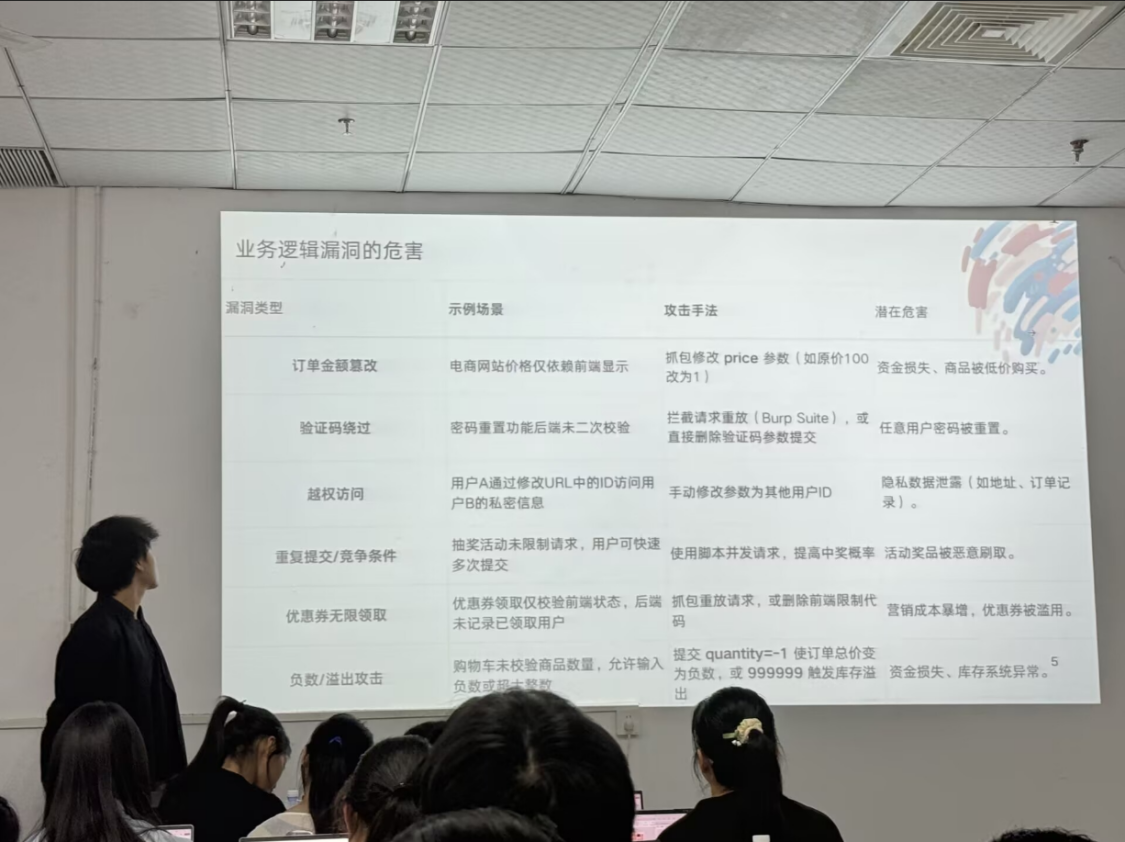 业务逻辑漏洞的危害
漏洞类型 示例场景 攻击手法 潜在危害
订单金额篡改 电商网站价格仅依赖前端显示 抓包修改 price 参数（如原价100
改为1） 资金损失、商品被低价购买。
验证码绕过 密码重置功能后端未二次校验 拦截请求重放（Burp Suite），或
直接删除验证码参数提交 任意用户密码被重置。
越权访问 用户A通过修改URL中的ID访问用
户B的私密信息 手动修改参数为其他用户ID 隐私数据泄露（如地址、订单记
录）。
重复提交/竞争条件 抽奖活动未限制请求，用户可快速
多次提交 使用脚本并发请求，提高中奖概率 活动奖品被恶意刷取。
优惠券无限领取 优惠券领取仅校验前端状态，后端
未记录已领取用户 抓包重放请求，或删除前端限制代
码 营销成本暴增，优惠券被滥用。
负数/溢出攻击 购物车未校验商品数量，允许输入
负数或超大整数 提交 quantity=-1 使订单总价变
为负数，或 999999 触发库存溢
出 资金损失、库存系统异常。
5